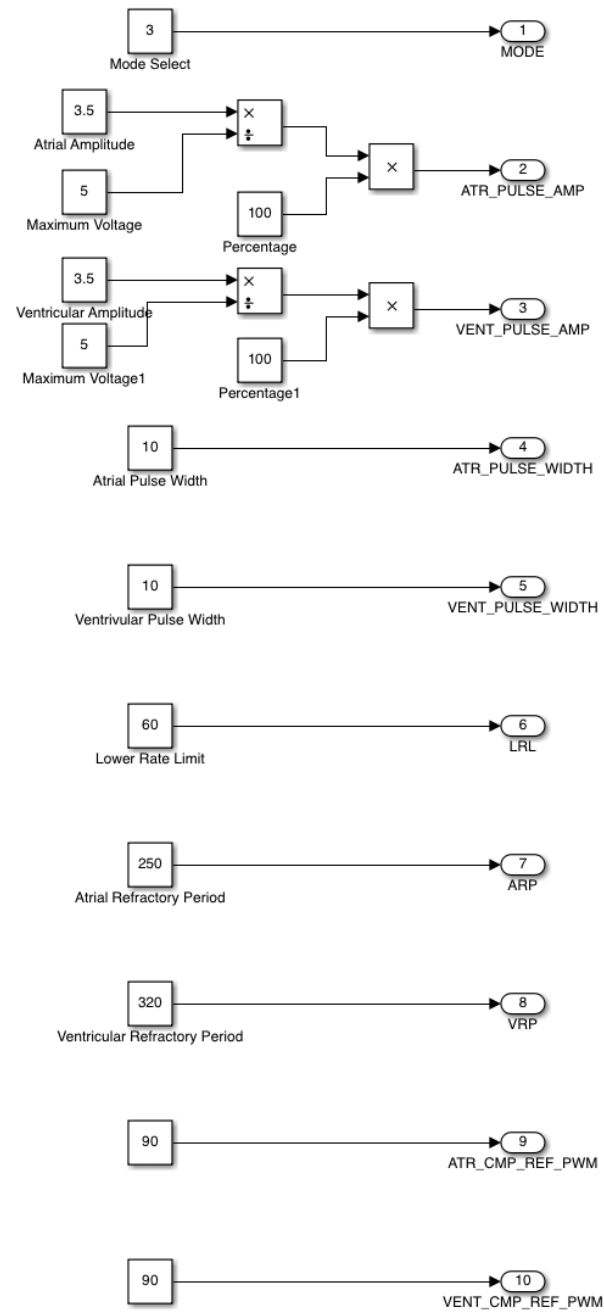 3
Mode Select
1
MODE
3.5
Atrial Amplitude
×
÷
5
Maximum Voltage
100
Percentage
×
2
ATR_PULSE_AMP
3.5
Ventricular Amplitude
×
÷
5
Maximum Voltage1
100
Percentage1
×
3
VENT_PULSE_AMP
10
Atrial Pulse Width
4
ATR_PULSE_WIDTH
10
Ventrivular Pulse Width
5
VENT_PULSE_WIDTH
60
Lower Rate Limit
6
LRL
250
Atrial Refractory Period
7
ARP
320
Ventricular Refractory Period
8
VRP
90
9
ATR_CMP_REF_PWM
90
10
VENT_CMP_REF_PWM